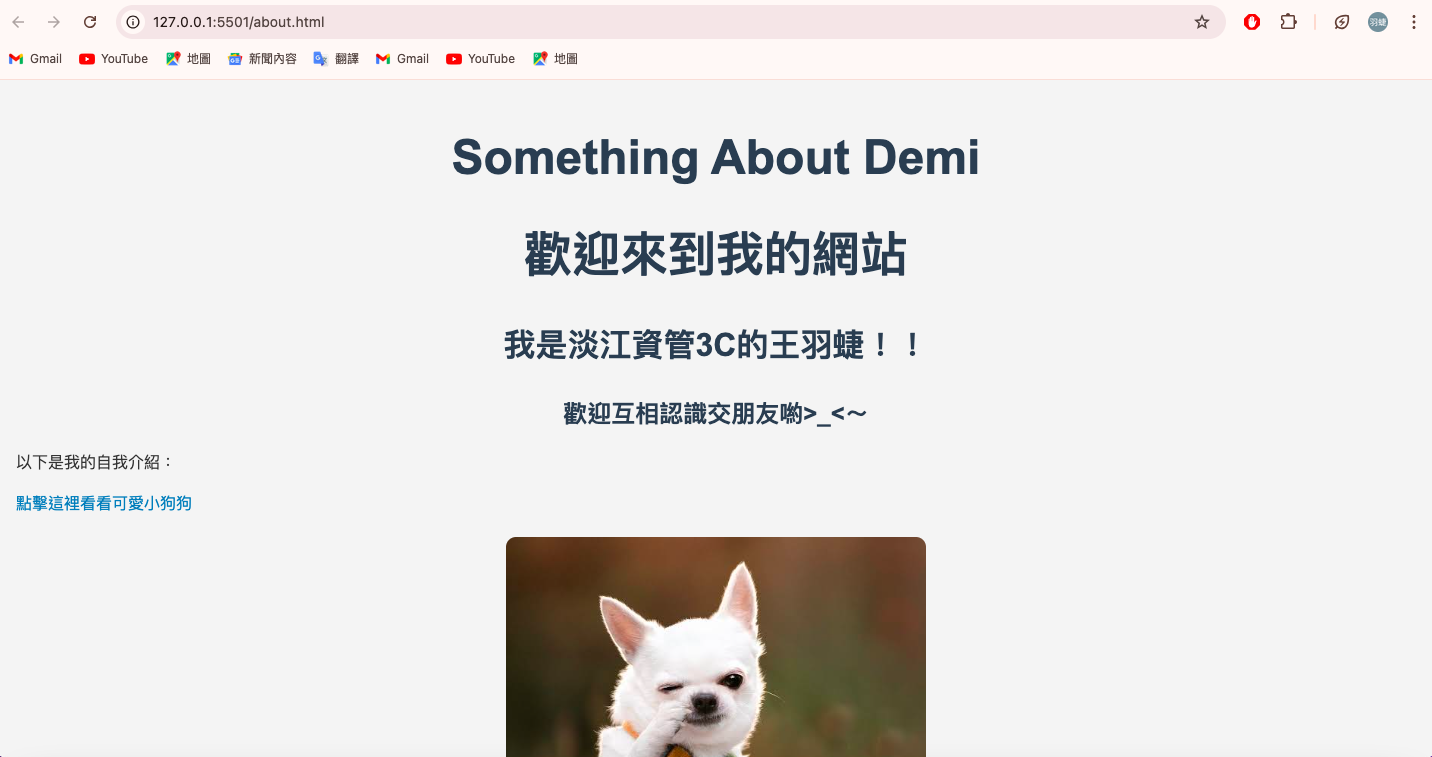 127.0.0.1:5501/about.html
羽蜨
Gmail YouTube 地圖 新聞內容 翻譯 Gmail YouTube 地圖
Something About Demi
歡迎來到我的網站
我是淡江資管3C的王羽蜨！！
歡迎互相認識交朋友喲>_<～
以下是我的自我介紹：
點擊這裡看看可愛小狗狗